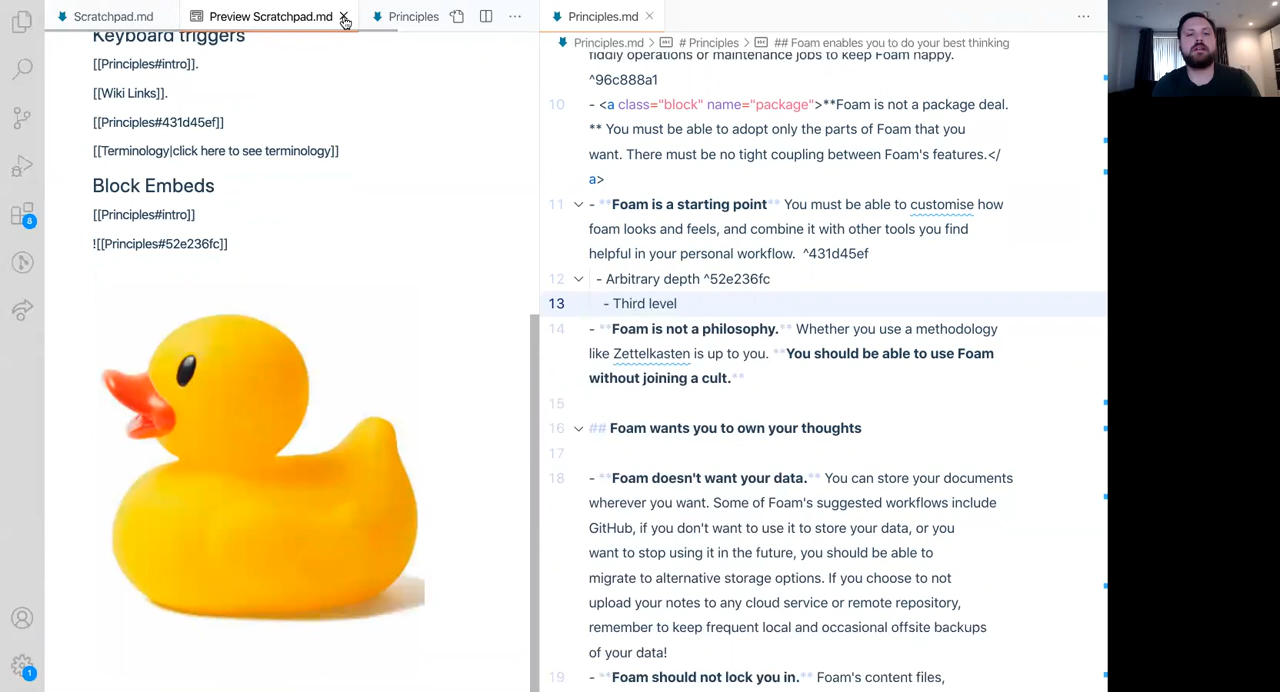 Scratchpad.md
Preview Scratchpad.md
Principles
Keyboard triggers
[[Principles#intro]].
[[Wiki Links]].
[[Principles#431d45ef]]
[[Terminology|click here to see terminology]]
Block Embeds
[[Principles#intro]]
![[Principles#52e236fc]]
8
1
Principles.md
Principles.md > # Principles > ## Foam enables you to do your best thinking
fiddly operations or maintenance jobs to keep Foam happy.
^96c888a1
10 - <a class="block" name="package">**Foam is not a package deal.
** You must be able to adopt only the parts of Foam that you
want. There must be no tight coupling between Foam's features.</
a>
11 - **Foam is a starting point** You must be able to customise how
foam looks and feels, and combine it with other tools you find
helpful in your personal workflow.  ^431d45ef
12 - Arbitrary depth ^52e236fc
13 - Third level
14 - **Foam is not a philosophy.** Whether you use a methodology
like Zettelkasten is up to you. **You should be able to use Foam
without joining a cult.**
15
16 ## Foam wants you to own your thoughts
17
18 - **Foam doesn't want your data.** You can store your documents
wherever you want. Some of Foam's suggested workflows include
GitHub, if you don't want to use it to store your data, or you
want to stop using it in the future, you should be able to
migrate to alternative storage options. If you choose to not
upload your notes to any cloud service or remote repository,
remember to keep frequent local and occasional offsite backups
of your data!
19 - **Foam should not lock you in.** Foam's content files,